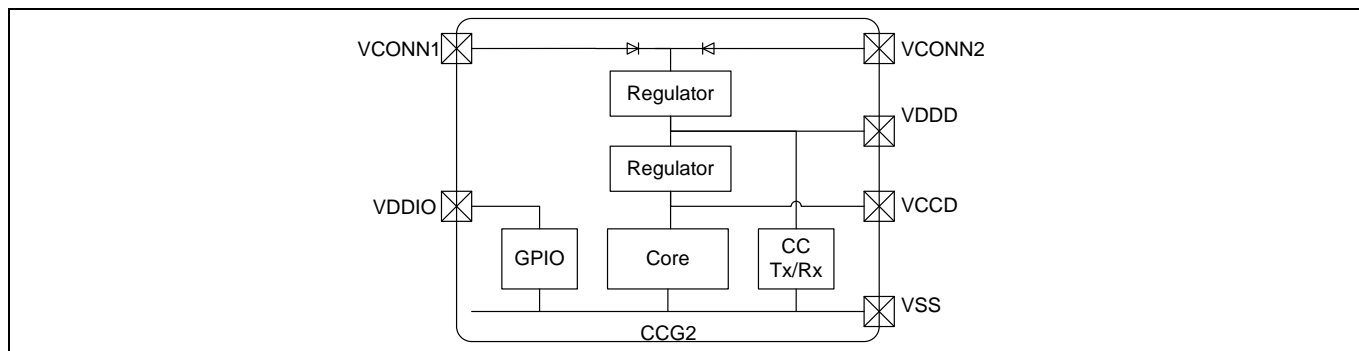 VCONN1
VCONN2
Regulator
VDDD
Regulator
VDDIO
VCCD
GPIO
Core
CC
Tx/Rx
VSS
CCG2